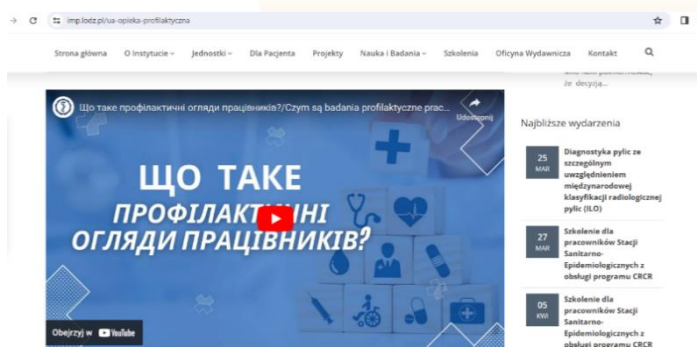 imp.lodz.pl/ua-opieka-profilaktyczna
Strona główna O Instytucie Jednostki Dla Pacjenta Projekty Nauka i Badania Szkolenia Oficyna Wydawnicza Kontakt
że decyzją...
Що таке профілактичні огляди працівників?/Czym są badania profilaktyczne prac...
Udostępnij
ЩО ТАКЕ
ОГЛЯДИ ПРАЦІВНИКІВ?
Obejrzyj w YouTube
Najbliższe wydarzenia
25
MAR
Diagnostyka pylic ze
szczególnym
uwzględnieniem
międzynarodowej
klasyfikacji radiologicznej
pylic (ILO)
27
MAR
Szkolenie dla
pracowników Stacji
Sanitarno-
Epidemiologicznych z
obsługi programu CRCR
05
KWI
Szkolenie dla
pracowników Stacji
Sanitarno-
Epidemiologicznych z
obsługi programu CRCR